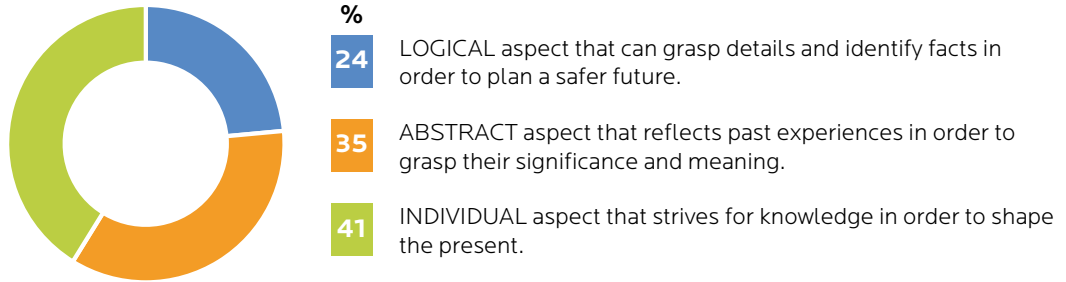 %
24
LOGICAL aspect that can grasp details and identify facts in
order to plan a safer future.
35
ABSTRACT aspect that reflects past experiences in order to
grasp their significance and meaning.
41
INDIVIDUAL aspect that strives for knowledge in order to shape
the present.